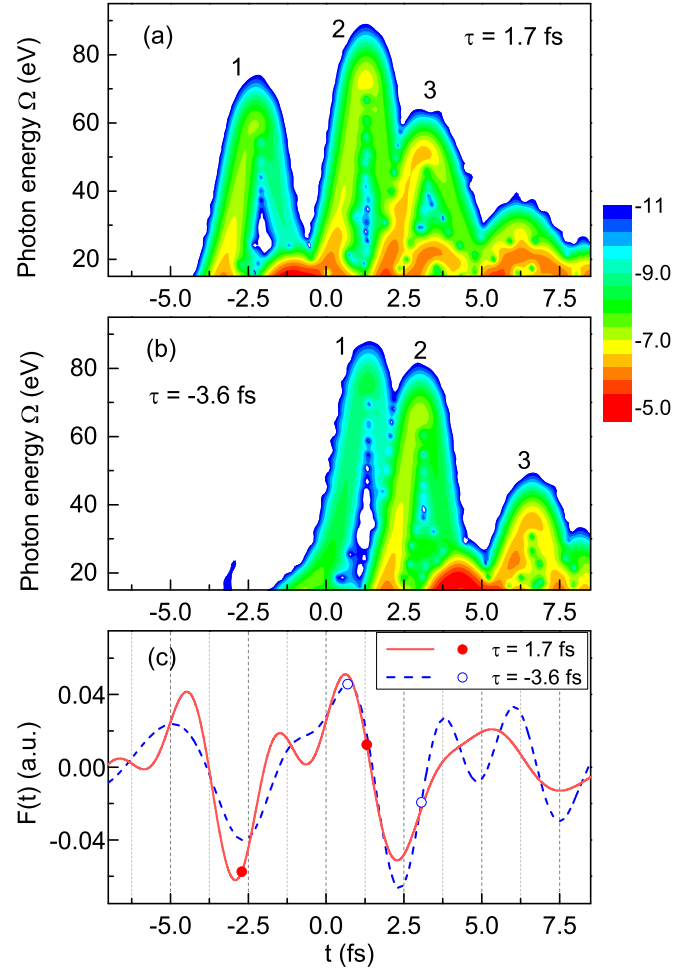 (a)
1
2
3
τ = 1.7 fs
Photon energy Ω (eV)
80
60
40
20
-5.0 -2.5 0.0 2.5 5.0 7.5
-11
-9.0
-7.0
-5.0
(b)
1
2
3
τ = -3.6 fs
Photon energy Ω (eV)
80
60
40
20
-5.0 -2.5 0.0 2.5 5.0 7.5
(c)
τ = 1.7 fs
τ = -3.6 fs
F(t) (a.u.)
0.04
0.00
-0.04
-5.0 -2.5 0.0 2.5 5.0 7.5
t (fs)